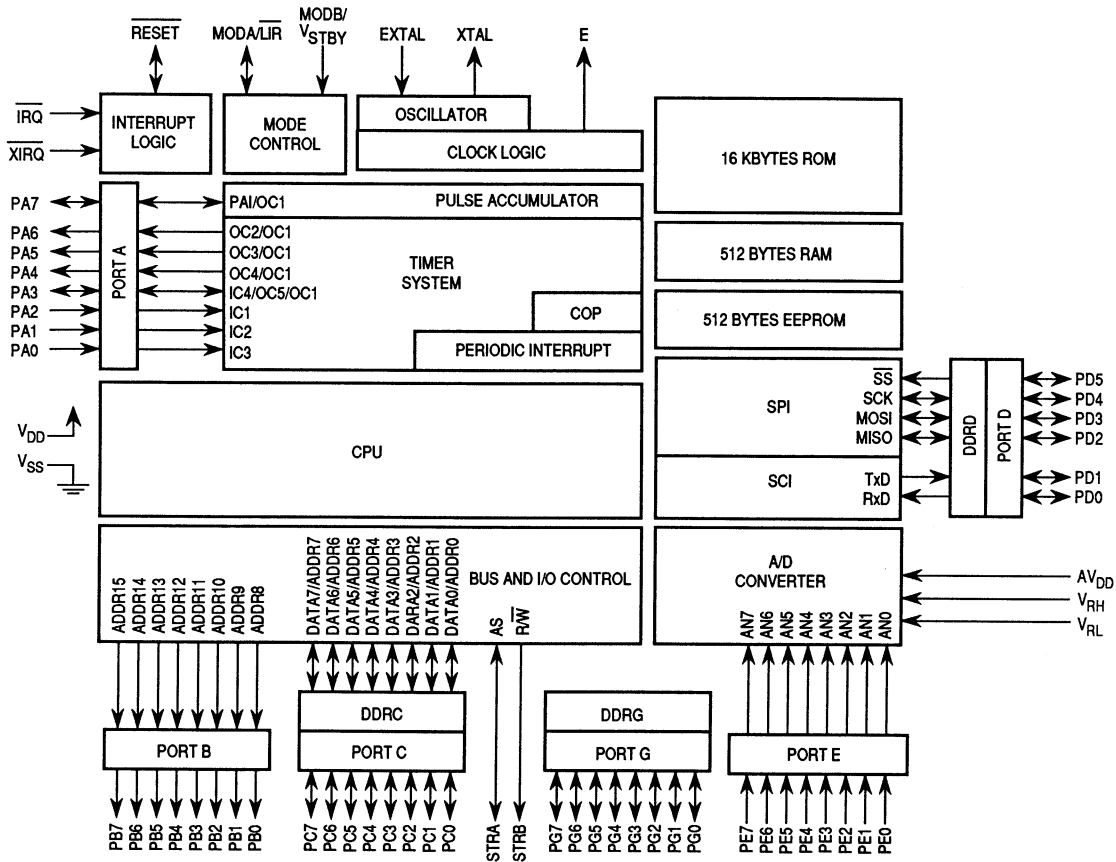 RESET
MODA/LIR
MODB/
VSTBY
EXTAL
XTAL
E
IRQ
XIRQ
INTERRUPT
LOGIC
MODE
CONTROL
OSCILLATOR
CLOCK LOGIC
16 KBYTES ROM
PA7
PA6
PA5
PA4
PA3
PA2
PA1
PA0
PORT A
PAI/OC1
PULSE ACCUMULATOR
OC2/OC1
OC3/OC1
OC4/OC1
IC4/OC5/OC1
IC1
IC2
IC3
TIMER
SYSTEM
COP
PERIODIC INTERRUPT
512 BYTES RAM
512 BYTES EEPROM
VDD
VSS
CPU
SPI
SS
SCK
MOSI
MISO
SCI
TxD
RxD
DDRD
PORT D
PD5
PD4
PD3
PD2
PD1
PD0
ADDR15
ADDR14
ADDR13
ADDR12
ADDR11
ADDR10
ADDR9
ADDR8
DATA7/ADDR7
DATA6/ADDR6
DATA5/ADDR5
DATA4/ADDR4
DATA3/ADDR3
DARA2/ADDR2
DATA1/ADDR1
DATA0/ADDR0
BUS AND I/O CONTROL
AS
R/W
A/D
CONVERTER
AN7
AN6
AN5
AN4
AN3
AN2
AN1
AN0
AVDD
VRH
VRL
PORT B
DDRC
PORT C
DDRG
PORT G
PORT E
PB7
PB6
PB5
PB4
PB3
PB2
PB1
PB0
PC7
PC6
PC5
PC4
PC3
PC2
PC1
PC0
STRA
STRB
PG7
PG6
PG5
PG4
PG3
PG2
PG1
PG0
PE7
PE6
PE5
PE4
PE3
PE2
PE1
PE0